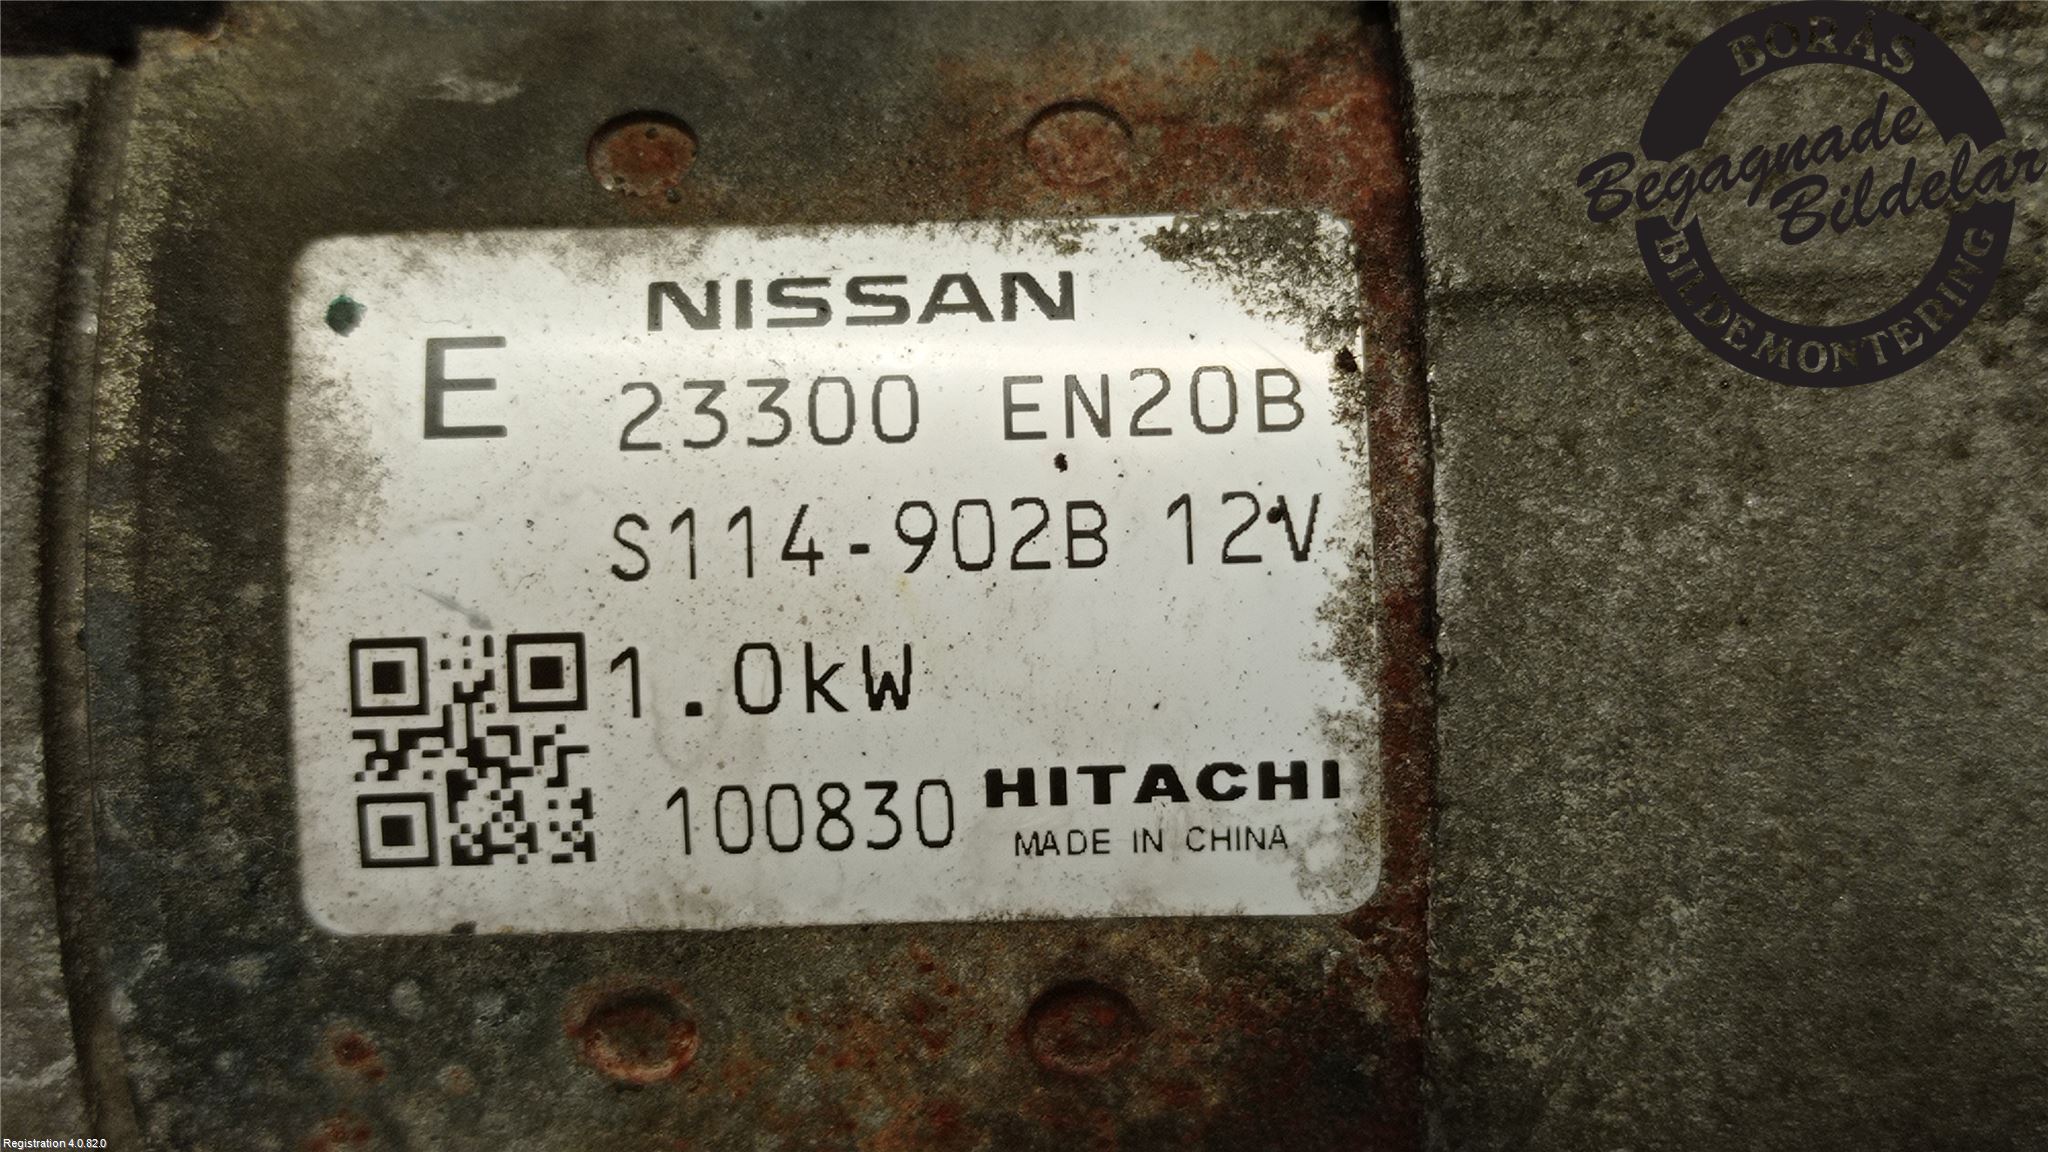 BORÅS
Begagnade
Bildelar
BILDEMONTERING
NISSAN
E 23300 EN20B
S114-902B 12V
1.0kW
100830 HITACHI
MADE IN CHINA
Registration 4.0.82.0